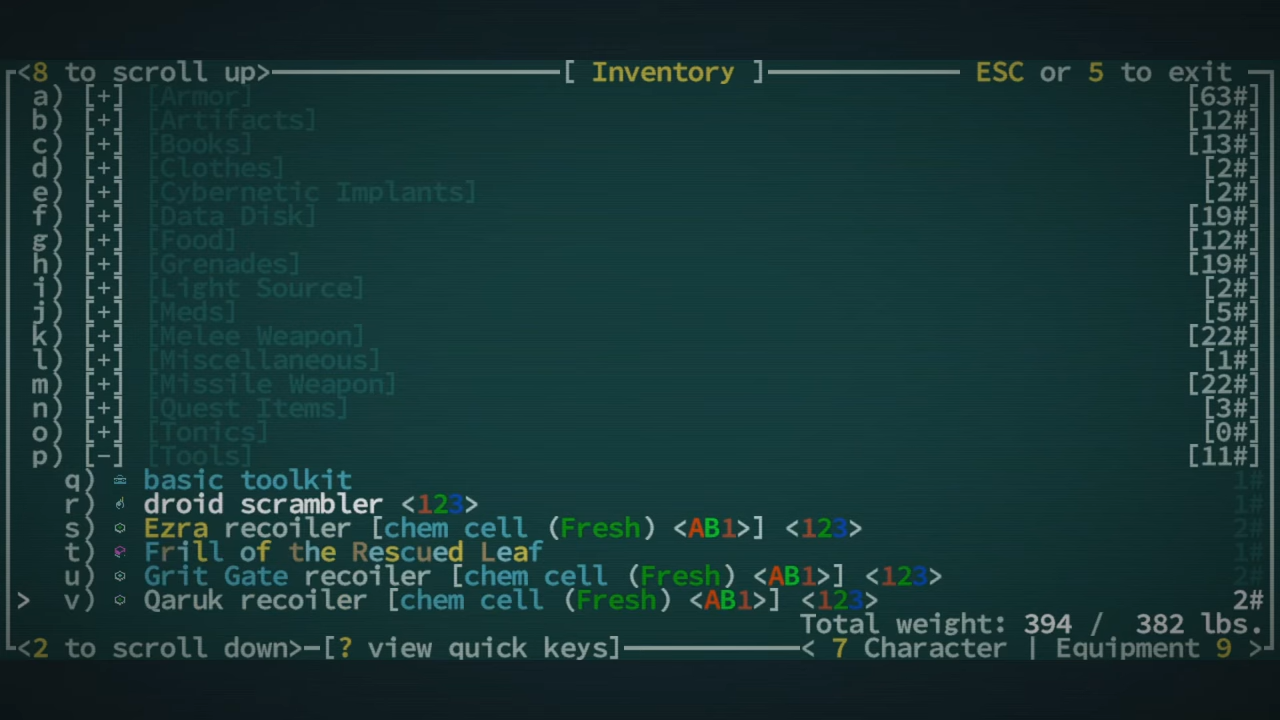 <8 to scroll up> [ Inventory ] ESC or 5 to exit
a) [+] [Armor] [63#]
b) [+] [Artifacts] [12#]
c) [+] [Books] [13#]
d) [+] [Clothes] [2#]
e) [+] [Cybernetic Implants] [2#]
f) [+] [Data Disk] [19#]
g) [+] [Food] [12#]
h) [+] [Grenades] [19#]
i) [+] [Light Source] [2#]
j) [+] [Meds] [5#]
k) [+] [Melee Weapon] [22#]
l) [+] [Miscellaneous] [1#]
m) [+] [Missile Weapon] [22#]
n) [+] [Quest Items] [3#]
o) [+] [Tonics] [0#]
p) [-] [Tools] [11#]
q) basic toolkit 1#
r) droid scrambler <123> 1#
s) Ezra recoiler [chem cell (Fresh) <AB1>] <123> 2#
t) Frill of the Rescued Leaf 1#
u) Grit Gate recoiler [chem cell (Fresh) <AB1>] <123> 2#
> v) Qaruk recoiler [chem cell (Fresh) <AB1>] <123> 2#
Total weight: 394 / 382 lbs.
<2 to scroll down> [? view quick keys] < 7 Character | Equipment 9 >